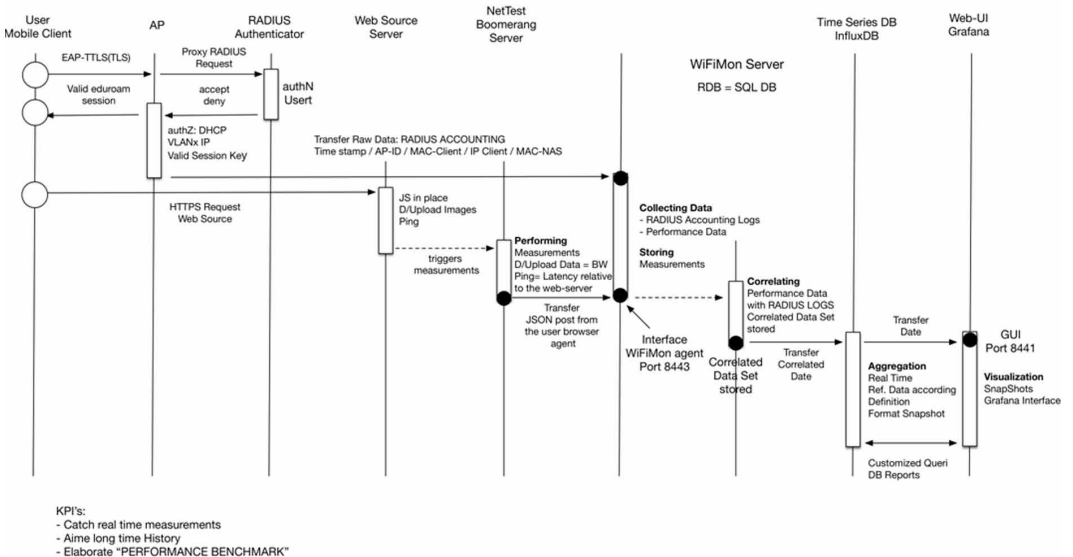 User
Mobile Client
AP
RADIUS
Authenticator
Web Source
Server
NetTest
Boomerang
Server
Time Series DB
InfluxDB
Web-UI
Grafana
WiFiMon Server
RDB = SQL DB
EAP-TTLS(TLS)
Proxy RADIUS
Request
Valid eduroam
session
accept
deny
authN
Usert
authZ: DHCP
VLANx IP
Valid Session Key
Transfer Raw Data: RADIUS ACCOUNTING
Time stamp / AP-ID / MAC-Client / IP Client / MAC-NAS
HTTPS Request
Web Source
JS in place
D/Upload Images
Ping
triggers
measurements
Performing
Measurements
D/Upload Data = BW
Ping= Latency relative
to the web-server
Transfer
JSON post from
the user browser
agent
Collecting Data
- RADIUS Accounting Logs
- Performance Data
Storing
Measurements
Interface
WiFiMon agent
Port 8443
Correlating
Performance Data
with RADIUS LOGS
Correlated Data Set
stored
Correlated
Data Set
stored
Transfer
Correlated
Date
Transfer
Date
Aggregation
Real Time
Ref. Data according
Definition
Format Snapshot
GUI
Port 8441
Visualization
SnapShots
Grafana Interface
Customized Queri
DB Reports
KPI's:
- Catch real time measurements
- Aime long time History
- Elaborate "PERFORMANCE BENCHMARK"